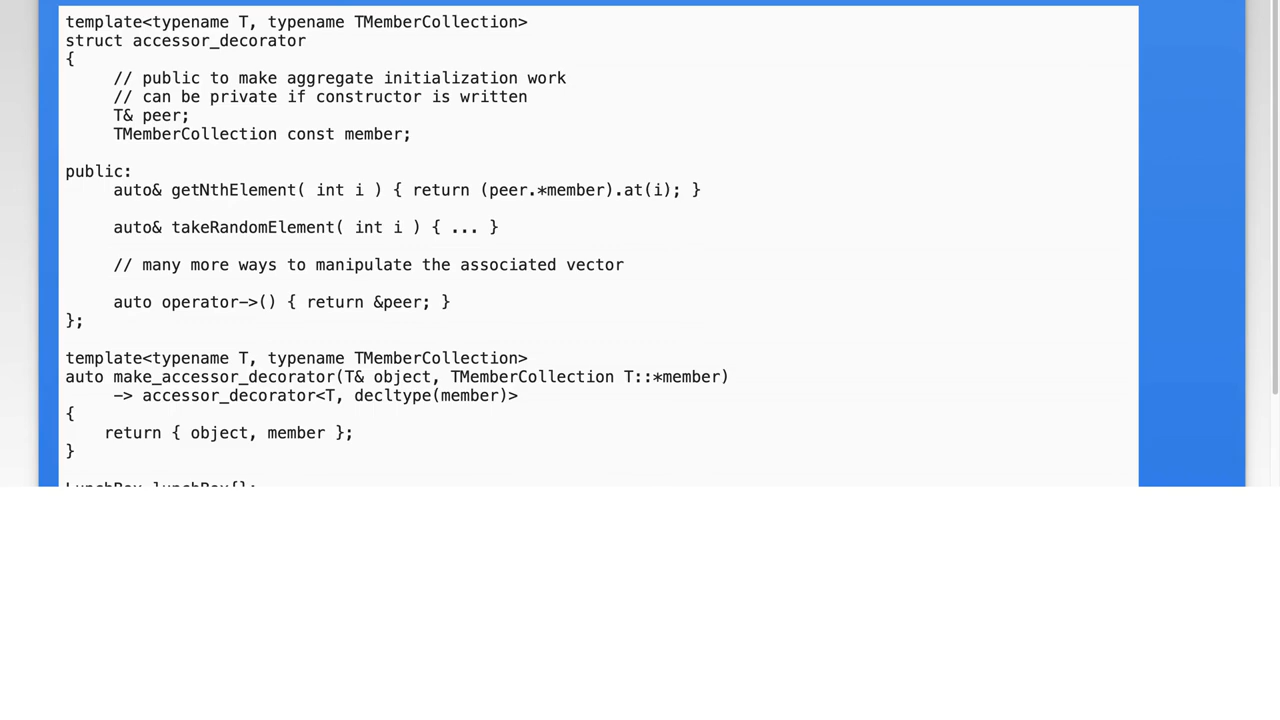 template<typename T, typename TMemberCollection>
struct accessor_decorator
{
     // public to make aggregate initialization work
     // can be private if constructor is written
     T& peer;
     TMemberCollection const member;

public:
     auto& getNthElement( int i ) { return (peer.*member).at(i); }

     auto& takeRandomElement( int i ) { ... }

     // many more ways to manipulate the associated vector

     auto operator->() { return &peer; }
};

template<typename T, typename TMemberCollection>
auto make_accessor_decorator(T& object, TMemberCollection T::*member)
     -> accessor_decorator<T, decltype(member)>
{
    return { object, member };
}

LunchBox lunchBox{};